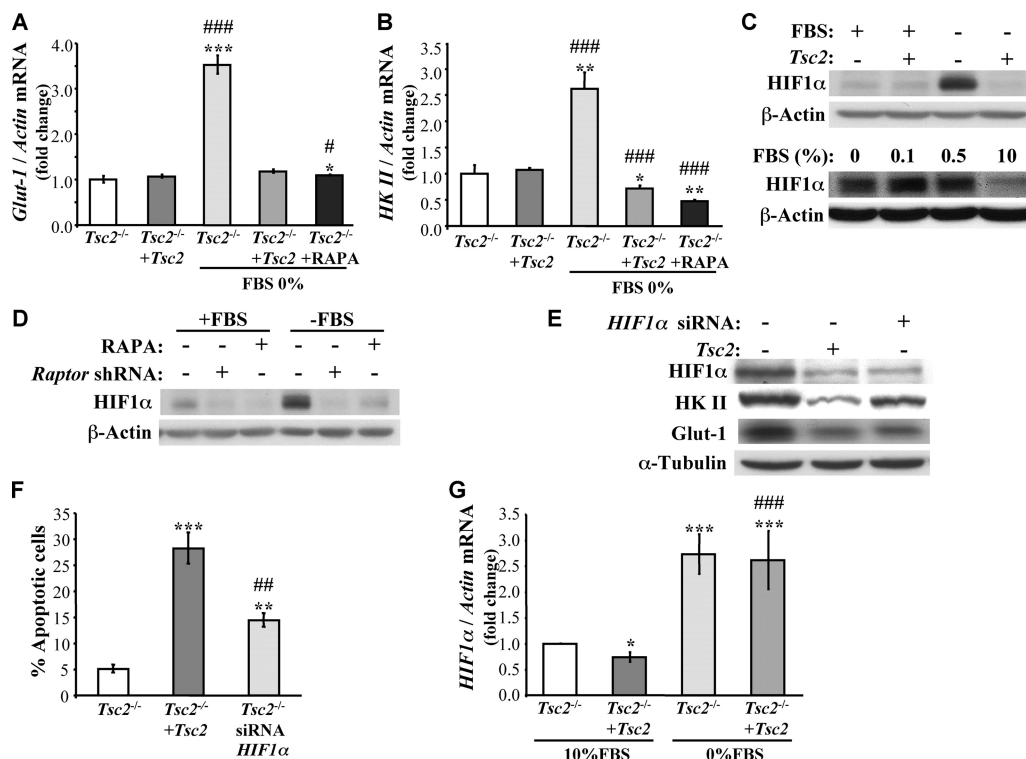 A
Glut-1 / Actin mRNA
(fold change)
4.0
3.0
2.0
1.0
0.0
###
***
#
*
Tsc2-/-
Tsc2-/-
+Tsc2
Tsc2-/-
Tsc2-/-
+Tsc2
Tsc2-/-
+RAPA
FBS 0%
B
HK II / Actin mRNA
(fold change)
3.5
3.0
2.5
2.0
1.5
1.0
0.5
0.0
###
**
###
*
###
**
Tsc2-/-
Tsc2-/-
+Tsc2
Tsc2-/-
Tsc2-/-
+Tsc2
Tsc2-/-
+RAPA
FBS 0%
C
FBS: + + - -
Tsc2: - + - +
HIF1α
β-Actin
FBS (%): 0 0.1 0.5 10
HIF1α
β-Actin
D
+FBS -FBS
RAPA: - - + - - +
Raptor shRNA: - + - - + -
HIF1α
β-Actin
E
HIF1α siRNA: - - +
Tsc2: - + -
HIF1α
HK II
Glut-1
α-Tubulin
F
% Apoptotic cells
35
30
25
20
15
10
5
0
***
##
**
Tsc2-/-
Tsc2-/-
+Tsc2
Tsc2-/-
siRNA
HIF1α
G
HIF1α / Actin mRNA
(fold change)
3.5
3.0
2.5
2.0
1.5
1.0
0.5
0.0
*
***
###
***
Tsc2-/-
Tsc2-/-
+Tsc2
Tsc2-/-
Tsc2-/-
+Tsc2
10%FBS
0%FBS